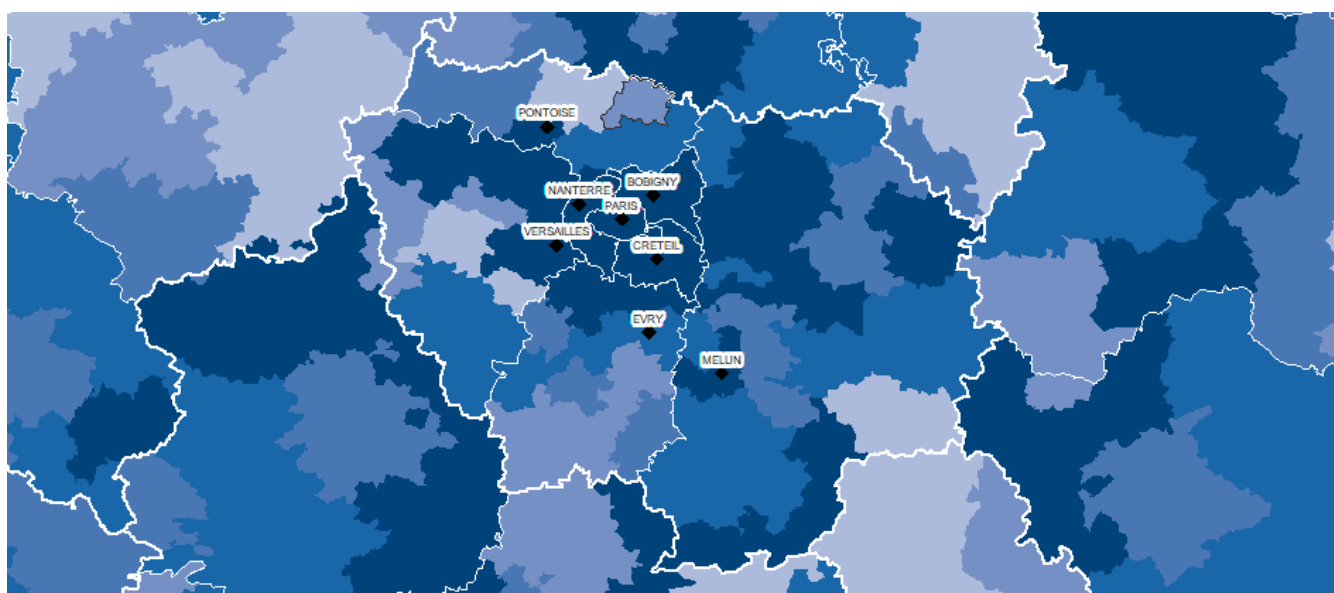 PONTOISE
BOBIGNY
NANTERRE
PARIS
VERSAILLES
CRETEIL
EVRY
MELUN